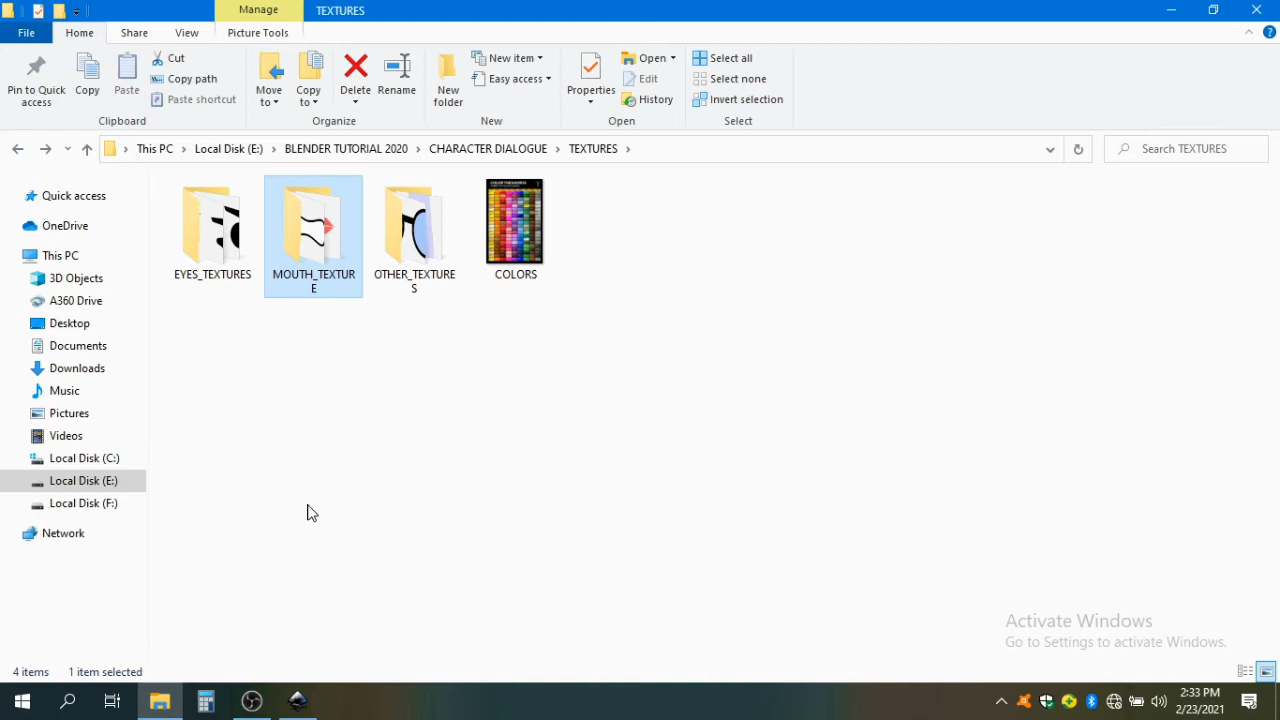 Manage
TEXTURES
File
Home
Share
View
Picture Tools
Pin to Quick access
Copy
Paste
Cut
Copy path
Paste shortcut
Clipboard
Move to
Copy to
Delete
Rename
Organize
New folder
New item
Easy access
New
Properties
Open
Edit
History
Open
Select all
Select none
Invert selection
Select
This PC
Local Disk (E:)
BLENDER TUTORIAL 2020
CHARACTER DIALOGUE
TEXTURES
Search TEXTURES
Quick access
OneDrive
This PC
3D Objects
A360 Drive
Desktop
Documents
Downloads
Music
Pictures
Videos
Local Disk (C:)
Local Disk (E:)
Local Disk (F:)
Network
EYES_TEXTURES
MOUTH_TEXTUR
E
OTHER_TEXTURE
S
COLORS
Activate Windows
Go to Settings to activate Windows.
4 items
1 item selected
2:33 PM
2/23/2021